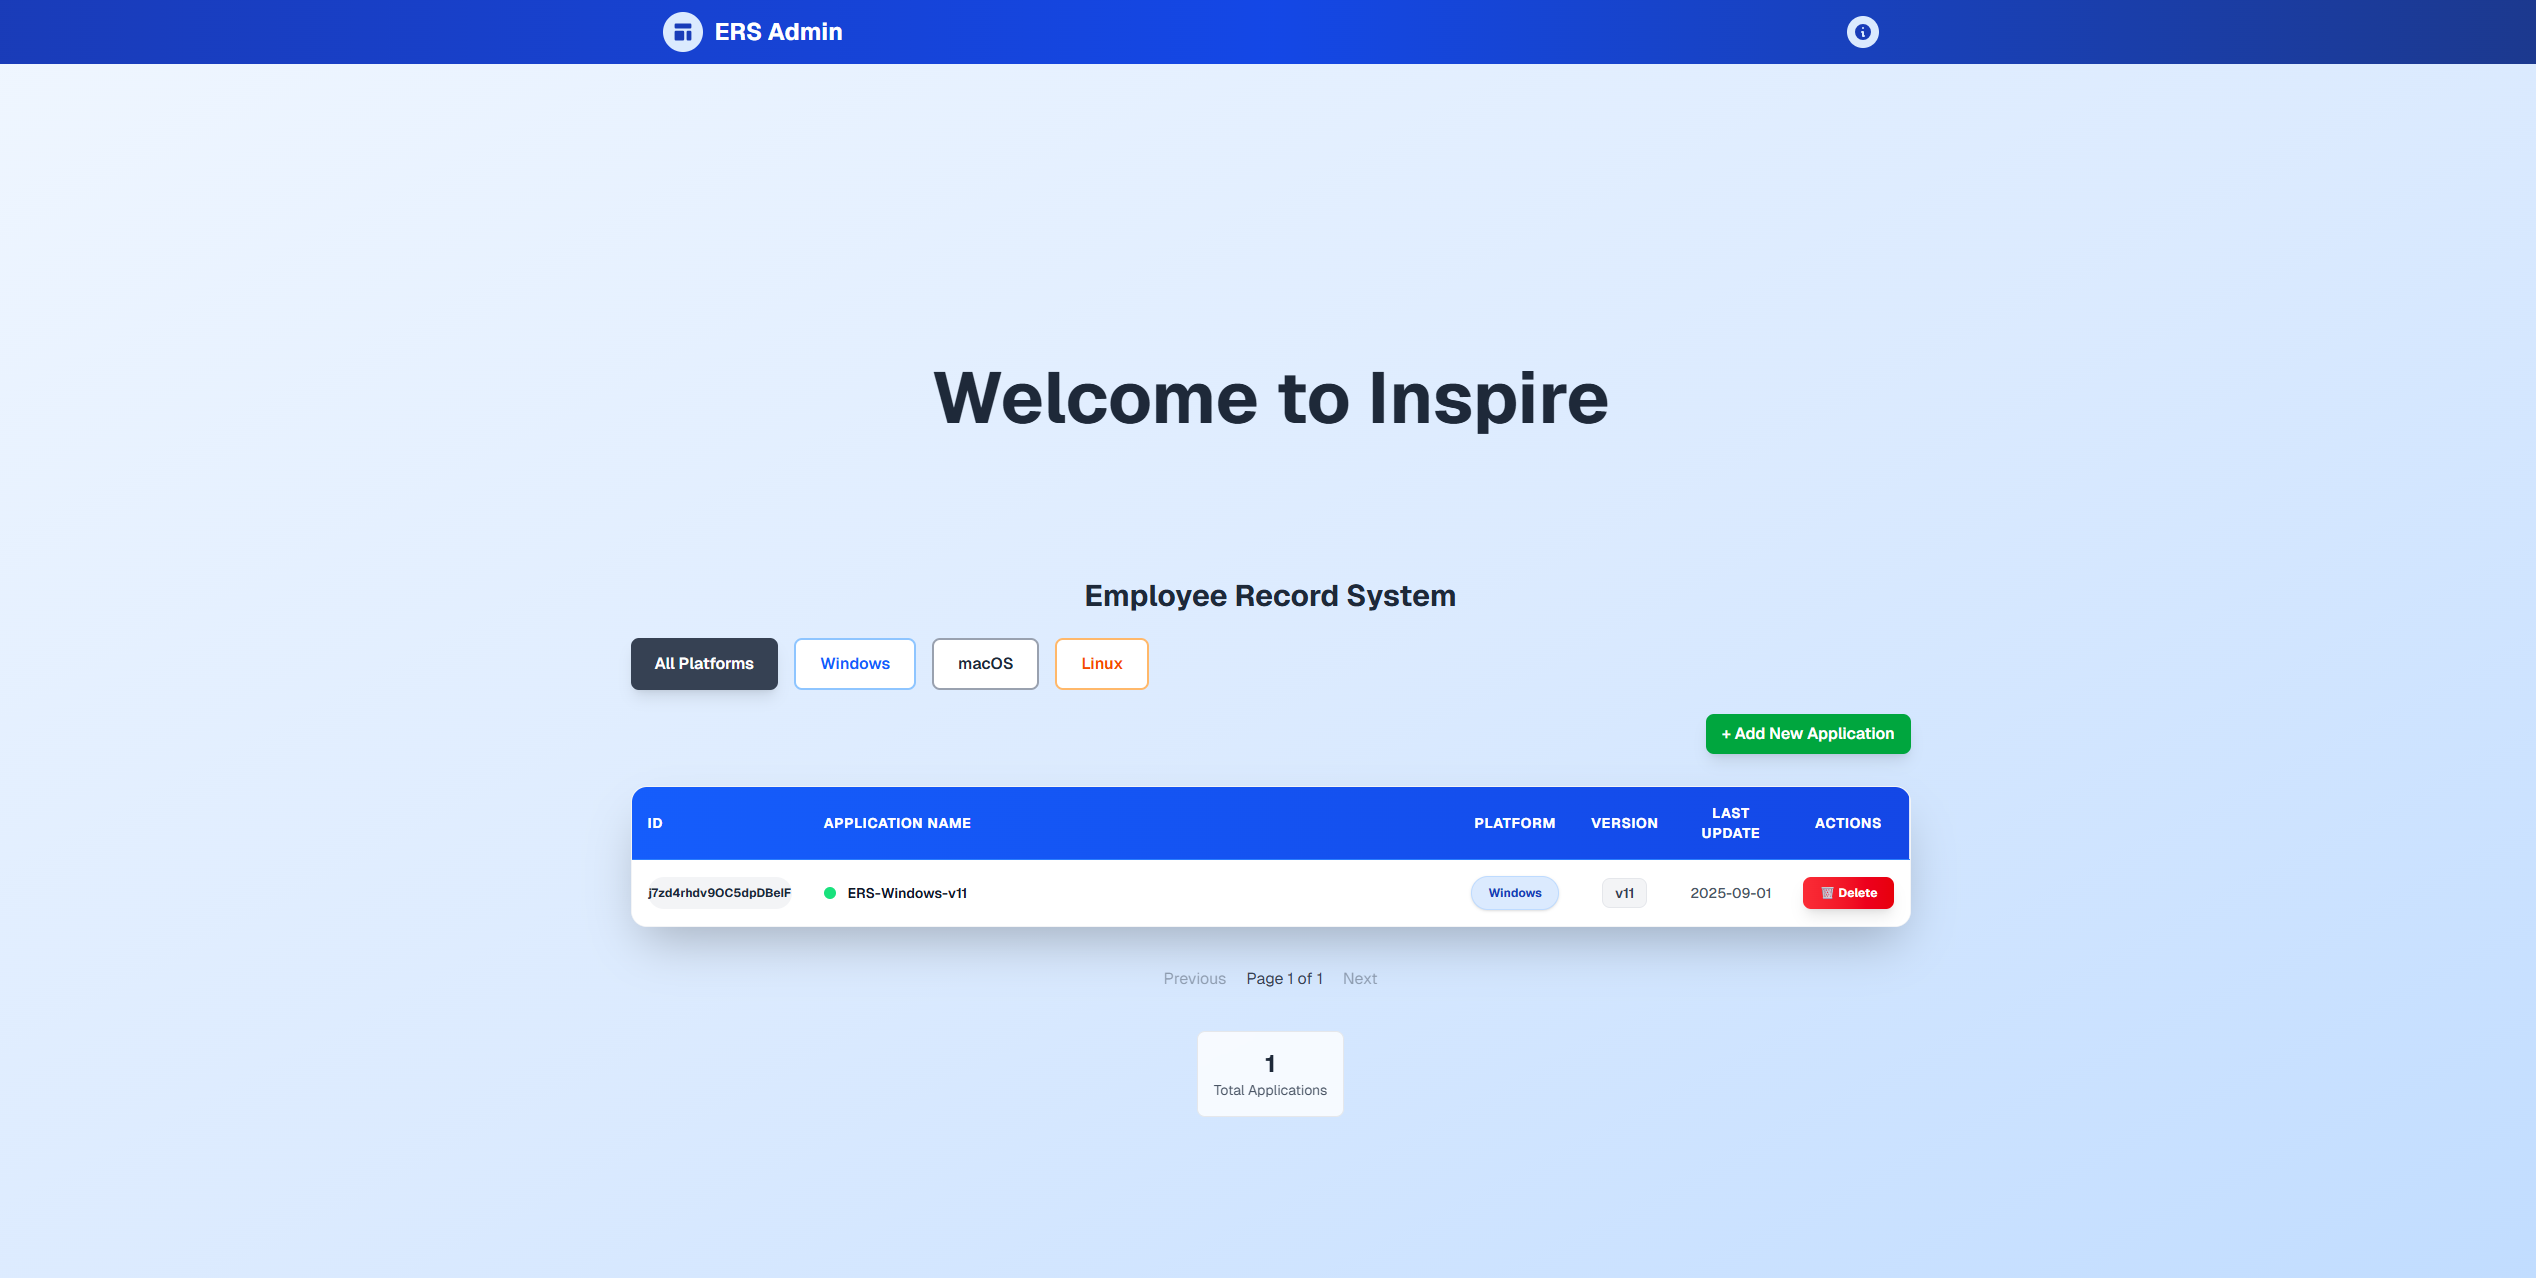 ERS Admin
Welcome to Inspire
Employee Record System
All Platforms
Windows
macOS
Linux
+ Add New Application
ID
APPLICATION NAME
PLATFORM
VERSION
LAST
UPDATE
ACTIONS
j7zd4rhdv9OC5dpDBeIF
ERS-Windows-v11
Windows
v11
2025-09-01
Delete
Previous
Page 1 of 1
Next
1
Total Applications